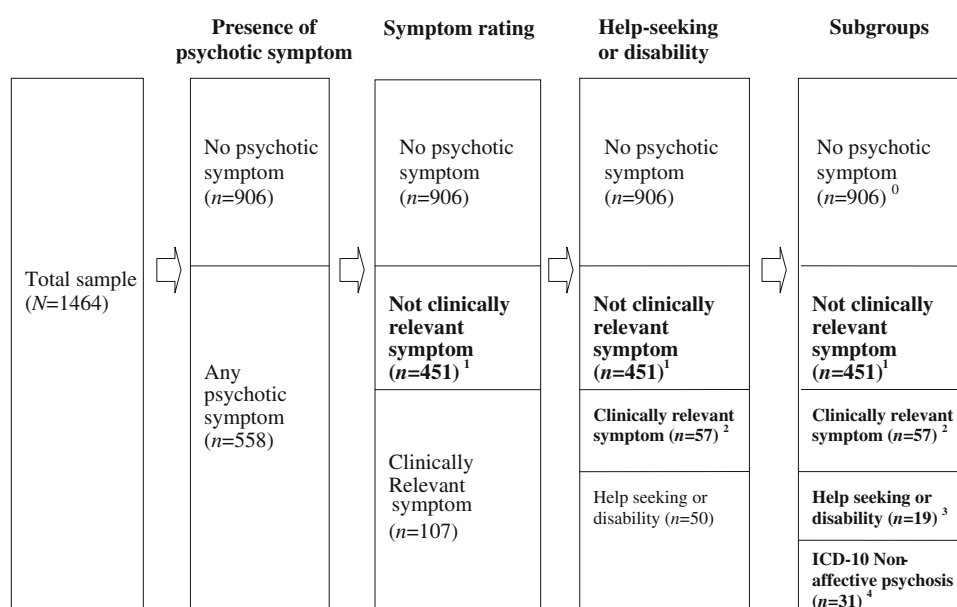 Presence of
psychotic symptom
Symptom rating
Help-seeking
or disability
Subgroups
Total sample
(N=1464)
No psychotic
symptom
(n=906)
Any
psychotic
symptom
(n=558)
No psychotic
symptom
(n=906)
Not clinically
relevant
symptom
(n=451) 1
Clinically
Relevant
symptom
(n=107)
No psychotic
symptom
(n=906)
Not clinically
relevant
symptom
(n=451)1
Clinically relevant
symptom (n=57) 2
Help seeking or
disability (n=50)
No psychotic
symptom
(n=906) 0
Not clinically
relevant
symptom
(n=451)1
Clinically relevant
symptom (n=57) 2
Help seeking or
disability (n=19) 3
ICD-10 Non-
affective psychosis
(n=31) 4